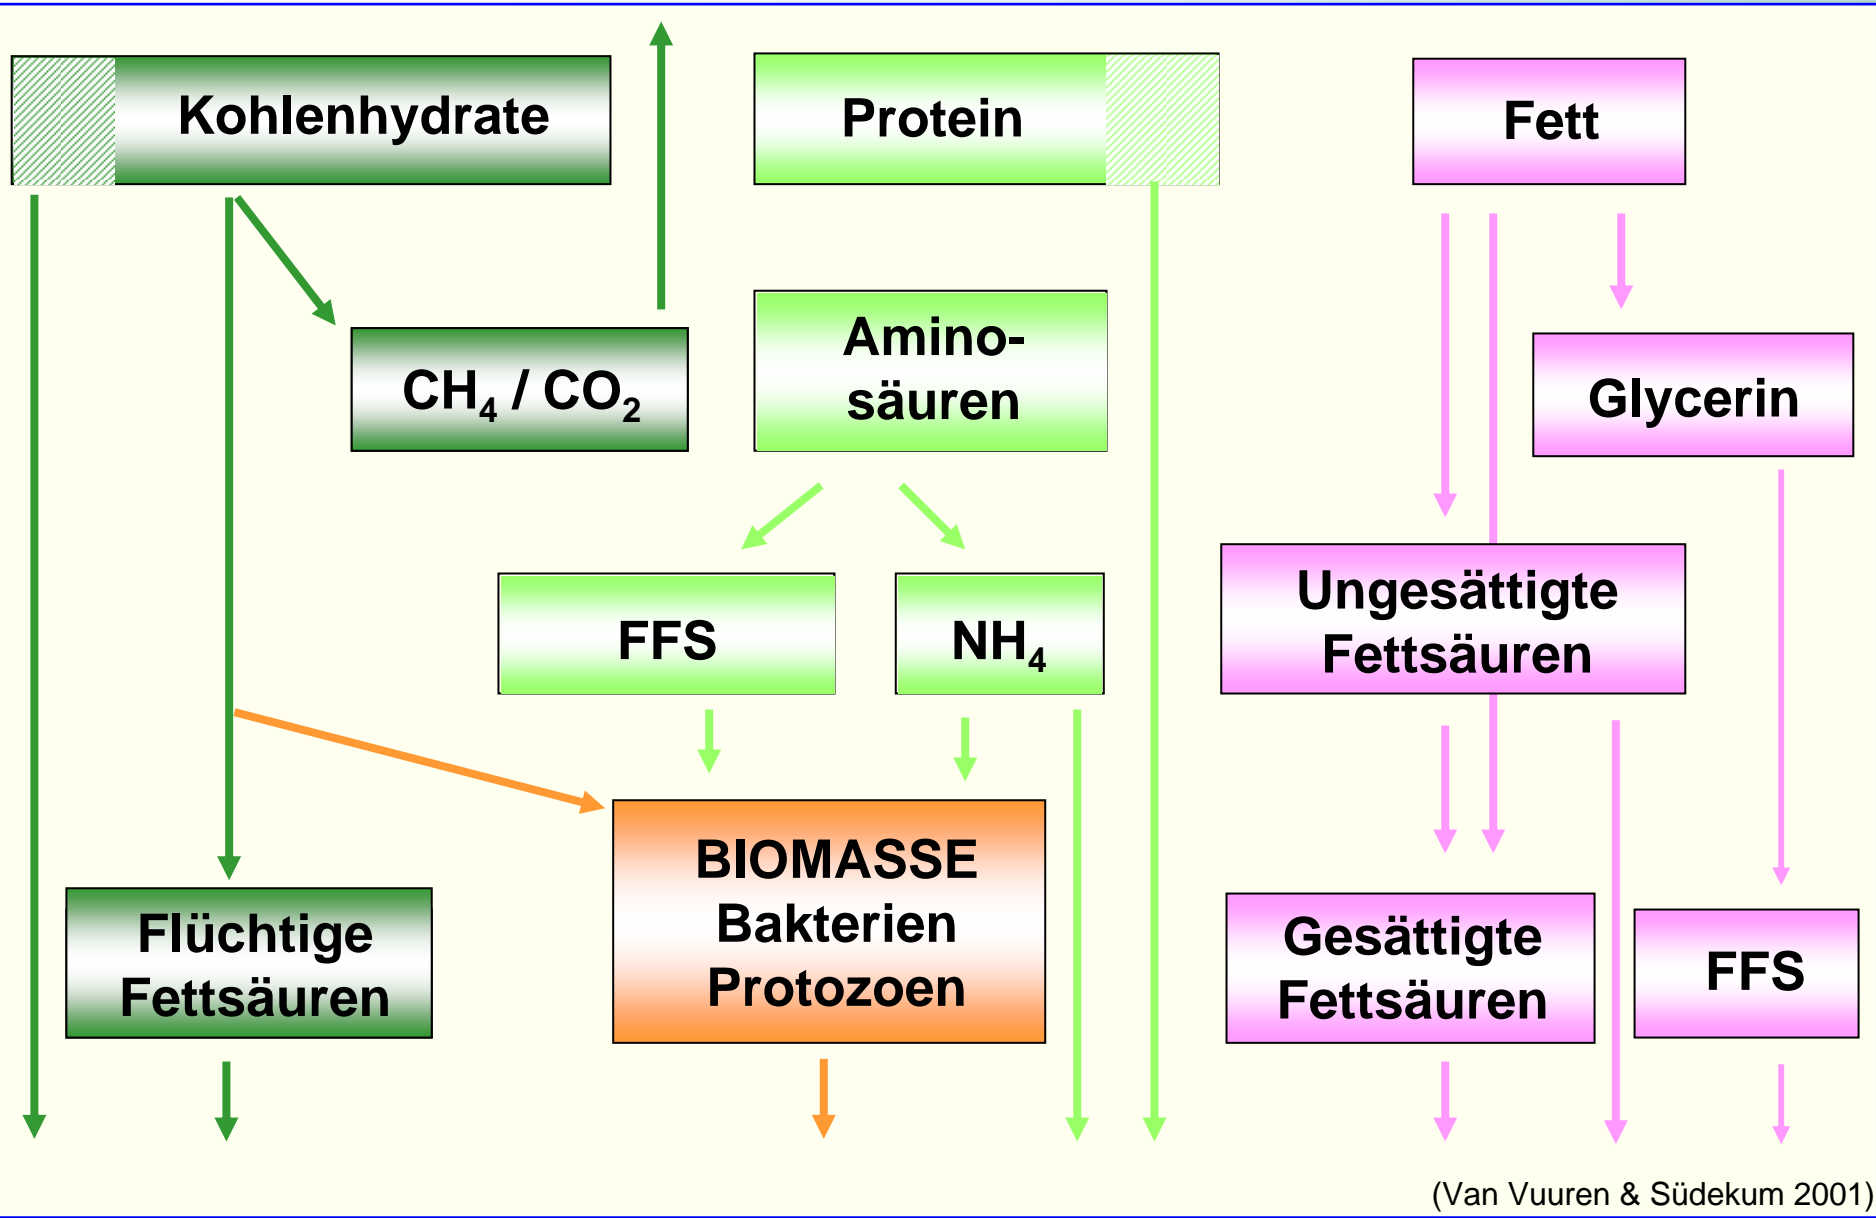 Kohlenhydrate
Protein
Fett
CH₄ / CO₂
Amino-
säuren
Glycerin
FFS
NH₄
Ungesättigte
Fettsäuren
BIOMASSE
Bakterien
Protozoen
Flüchtige
Fettsäuren
Gesättigte
Fettsäuren
FFS
(Van Vuuren & Südekum 2001)